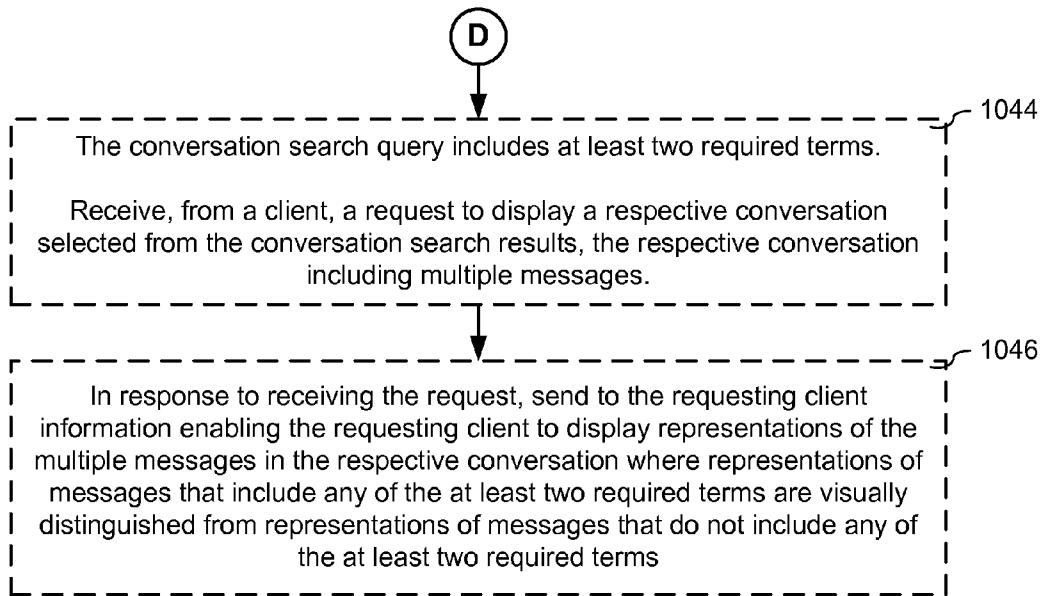 D
1044
The conversation search query includes at least two required terms.
Receive, from a client, a request to display a respective conversation
selected from the conversation search results, the respective conversation
including multiple messages.
1046
In response to receiving the request, send to the requesting client
information enabling the requesting client to display representations of the
multiple messages in the respective conversation where representations of
messages that include any of the at least two required terms are visually
distinguished from representations of messages that do not include any of
the at least two required terms